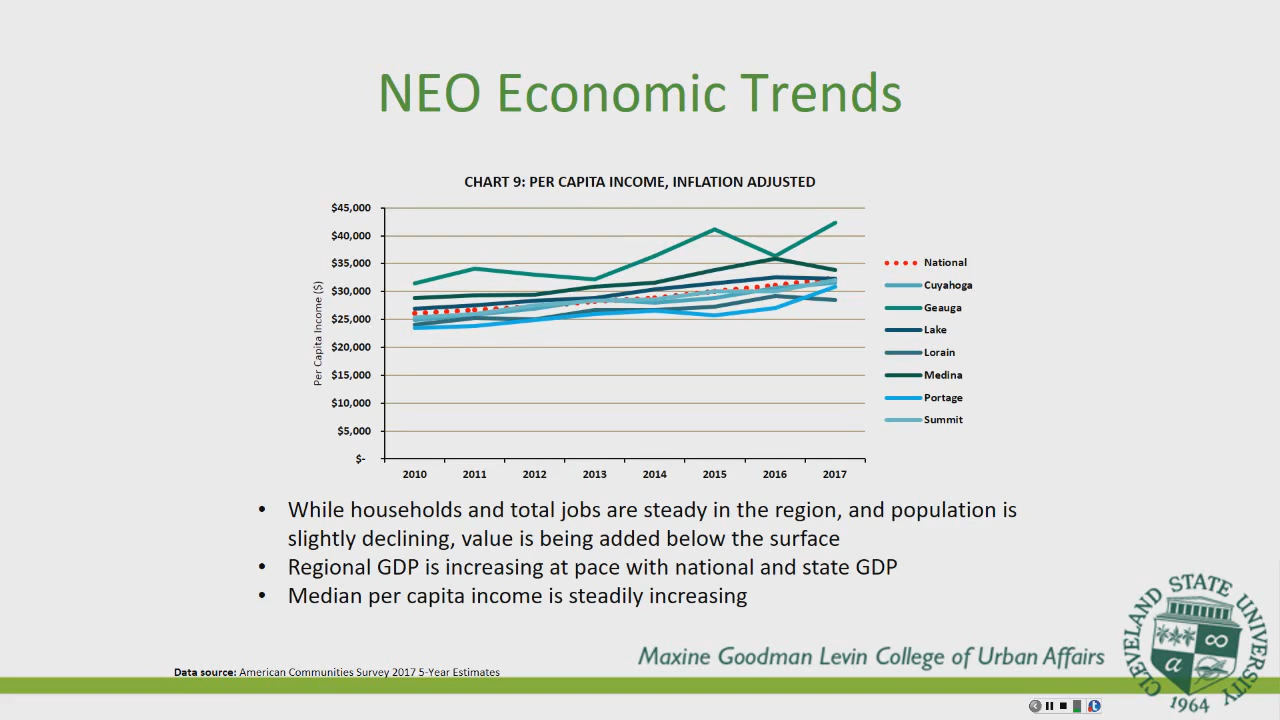 NEO Economic Trends
CHART 9: PER CAPITA INCOME, INFLATION ADJUSTED
Per Capita Income ($)
$45,000
$40,000
$35,000
$30,000
$25,000
$20,000
$15,000
$10,000
$5,000
$-
2010 2011 2012 2013 2014 2015 2016 2017
National
Cuyahoga
Geauga
Lake
Lorain
Medina
Portage
Summit
• While households and total jobs are steady in the region, and population is
slightly declining, value is being added below the surface
• Regional GDP is increasing at pace with national and state GDP
• Median per capita income is steadily increasing
Maxine Goodman Levin College of Urban Affairs
Data source: American Communities Survey 2017 5-Year Estimates
CLEVELAND STATE UNIVERSITY
1964